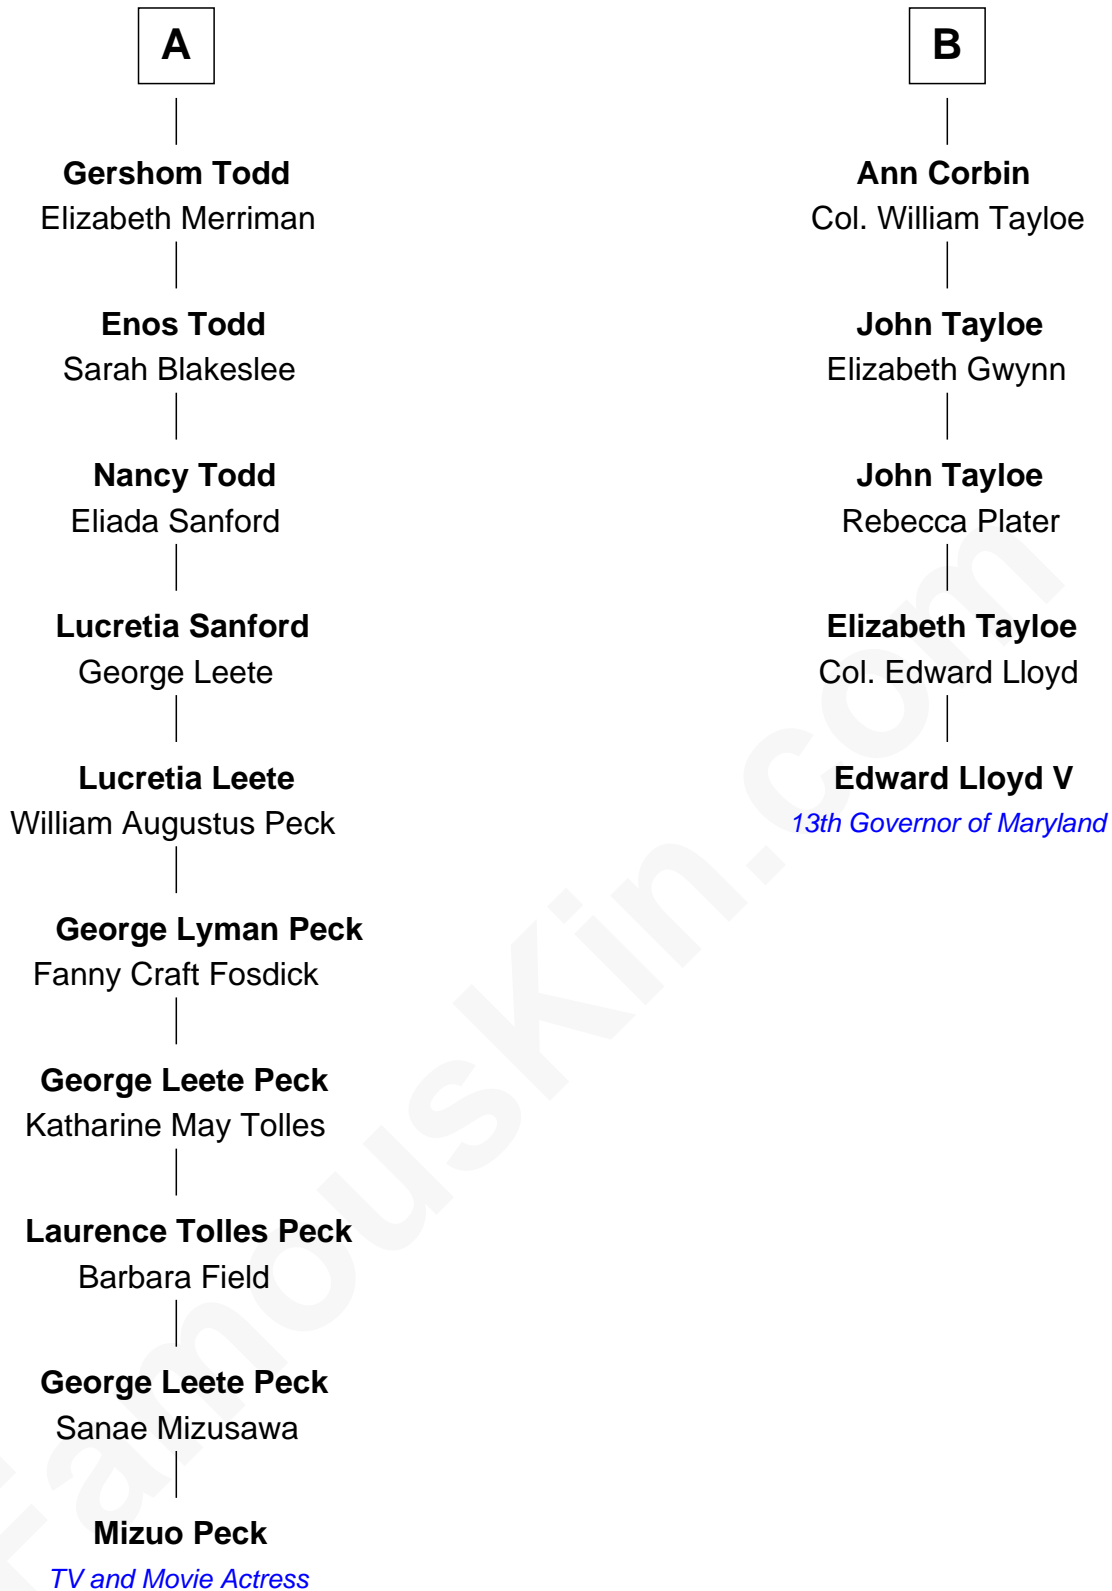 A
Gershom Todd
Elizabeth Merriman
Enos Todd
Sarah Blakeslee
Nancy Todd
Eliada Sanford
Lucretia Sanford
George Leete
Lucretia Leete
William Augustus Peck
George Lyman Peck
Fanny Craft Fosdick
George Leete Peck
Katharine May Tolles
Laurence Tolles Peck
Barbara Field
George Leete Peck
Sanae Mizusawa
Mizuo Peck
TV and Movie Actress
B
Ann Corbin
Col. William Tayloe
John Tayloe
Elizabeth Gwynn
John Tayloe
Rebecca Plater
Elizabeth Tayloe
Col. Edward Lloyd
Edward Lloyd V
13th Governor of Maryland
FamousKin.com